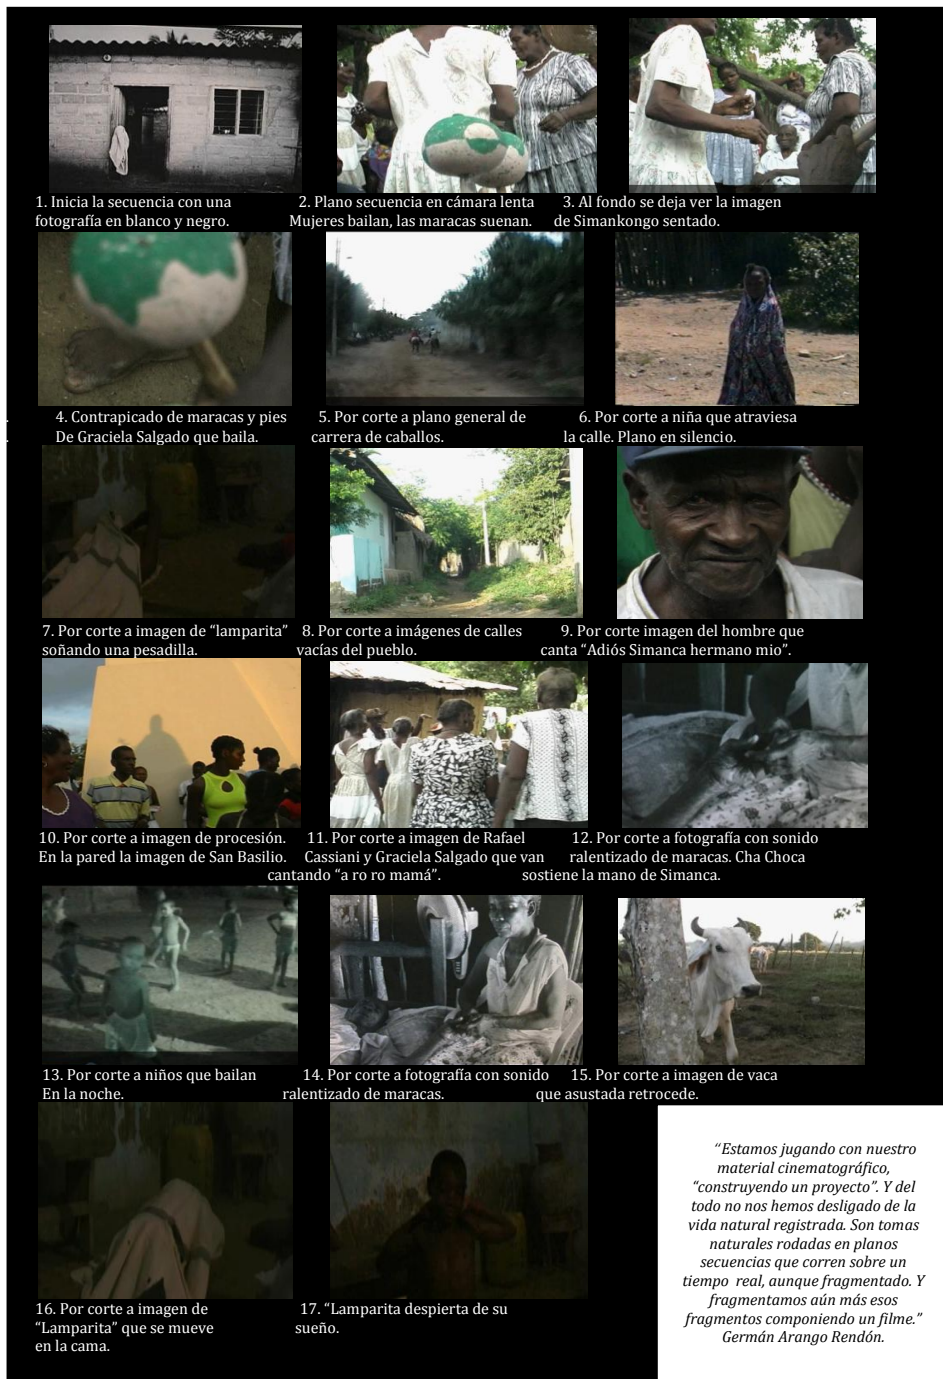 1. Inicia la secuencia con una
fotografía en blanco y negro.
2. Plano secuencia en cámara lenta
Mujeres bailan, las maracas suenan.
3. Al fondo se deja ver la imagen
de Simankongo sentado.
4. Contrapicado de maracas y pies
De Graciela Salgado que baila.
5. Por corte a plano general de
carrera de caballos.
6. Por corte a niña que atraviesa
la calle. Plano en silencio.
7. Por corte a imagen de “lamparita”
soñando una pesadilla.
8. Por corte a imágenes de calles
vacías del pueblo.
9. Por corte imagen del hombre que
canta “Adiós Simanca hermano mio”.
10. Por corte a imagen de procesión.
En la pared la imagen de San Basilio.
11. Por corte a imagen de Rafael
Cassiani y Graciela Salgado que van
cantando “a ro ro mamá”.
12. Por corte a fotografía con sonido
ralentizado de maracas. Cha Choca
sostiene la mano de Simanca.
13. Por corte a niños que bailan
En la noche.
14. Por corte a fotografía con sonido
ralentizado de maracas.
15. Por corte a imagen de vaca
que asustada retrocede.
16. Por corte a imagen de
“Lamparita” que se mueve
en la cama.
17. “Lamparita despierta de su
sueño.
“Estamos jugando con nuestro
material cinematográfico,
“construyendo un proyecto”. Y del
todo no nos hemos desligado de la
vida natural registrada. Son tomas
naturales rodadas en planos
secuencias que corren sobre un
tiempo real, aunque fragmentado. Y
fragmentamos aún más esos
fragmentos componiendo un filme.”
Germán Arango Rendón.